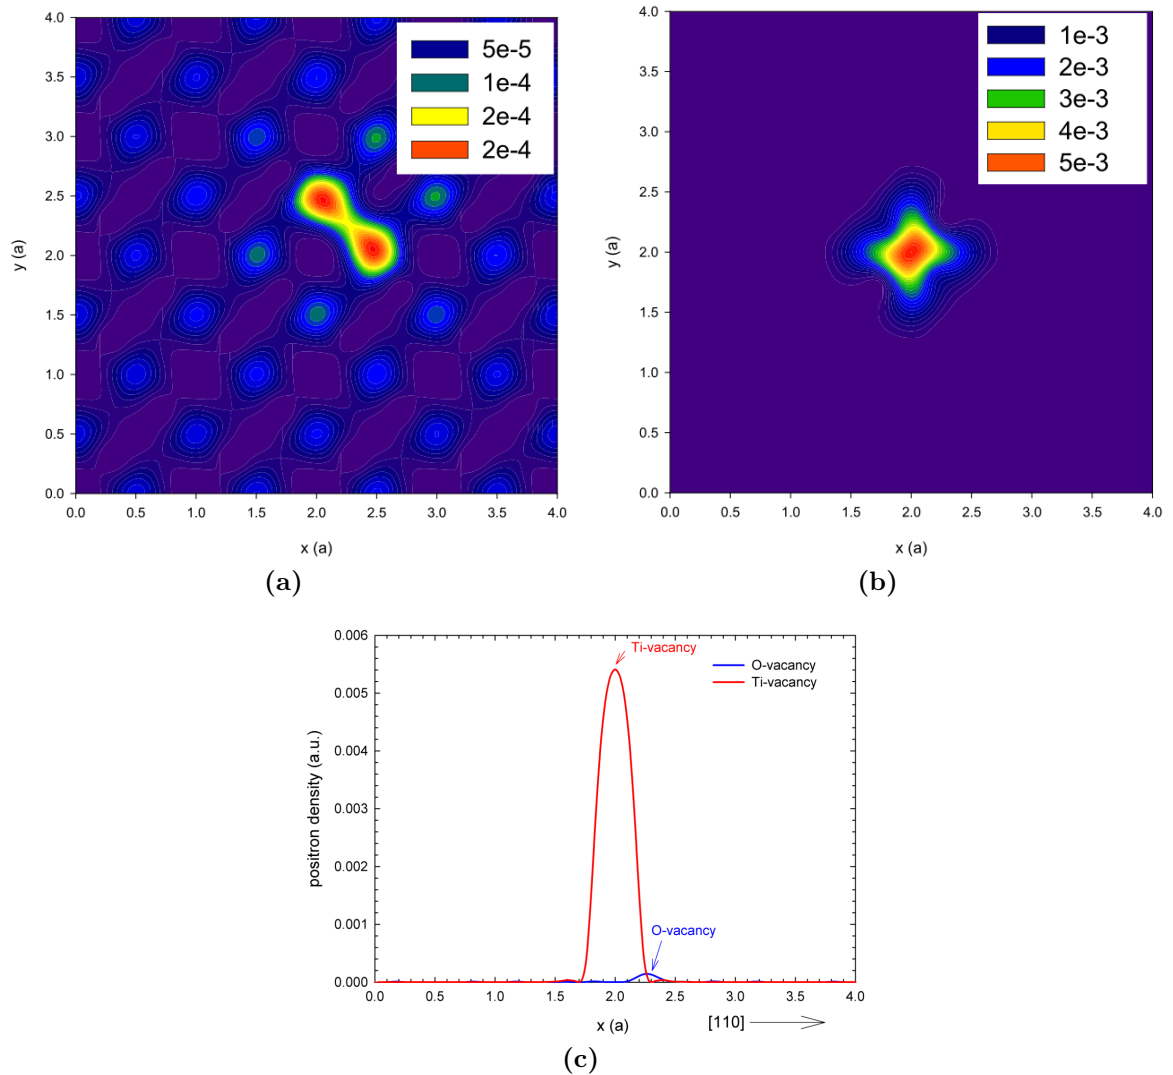 4.0
3.5
3.0
2.5
2.0
1.5
1.0
0.5
0.0
y (a)
5e-5
1e-4
2e-4
2e-4
0.0 0.5 1.0 1.5 2.0 2.5 3.0 3.5 4.0
x (a)
(a)
4.0
3.5
3.0
2.5
2.0
1.5
1.0
0.5
0.0
y (a)
1e-3
2e-3
3e-3
4e-3
5e-3
0.0 0.5 1.0 1.5 2.0 2.5 3.0 3.5 4.0
x (a)
(b)
0.006
0.005
0.004
0.003
0.002
0.001
0.000
positron density (a.u.)
Ti-vacancy
O-vacancy
Ti-vacancy
O-vacancy
0.0 0.5 1.0 1.5 2.0 2.5 3.0 3.5 4.0
x (a)
[110]
(c)